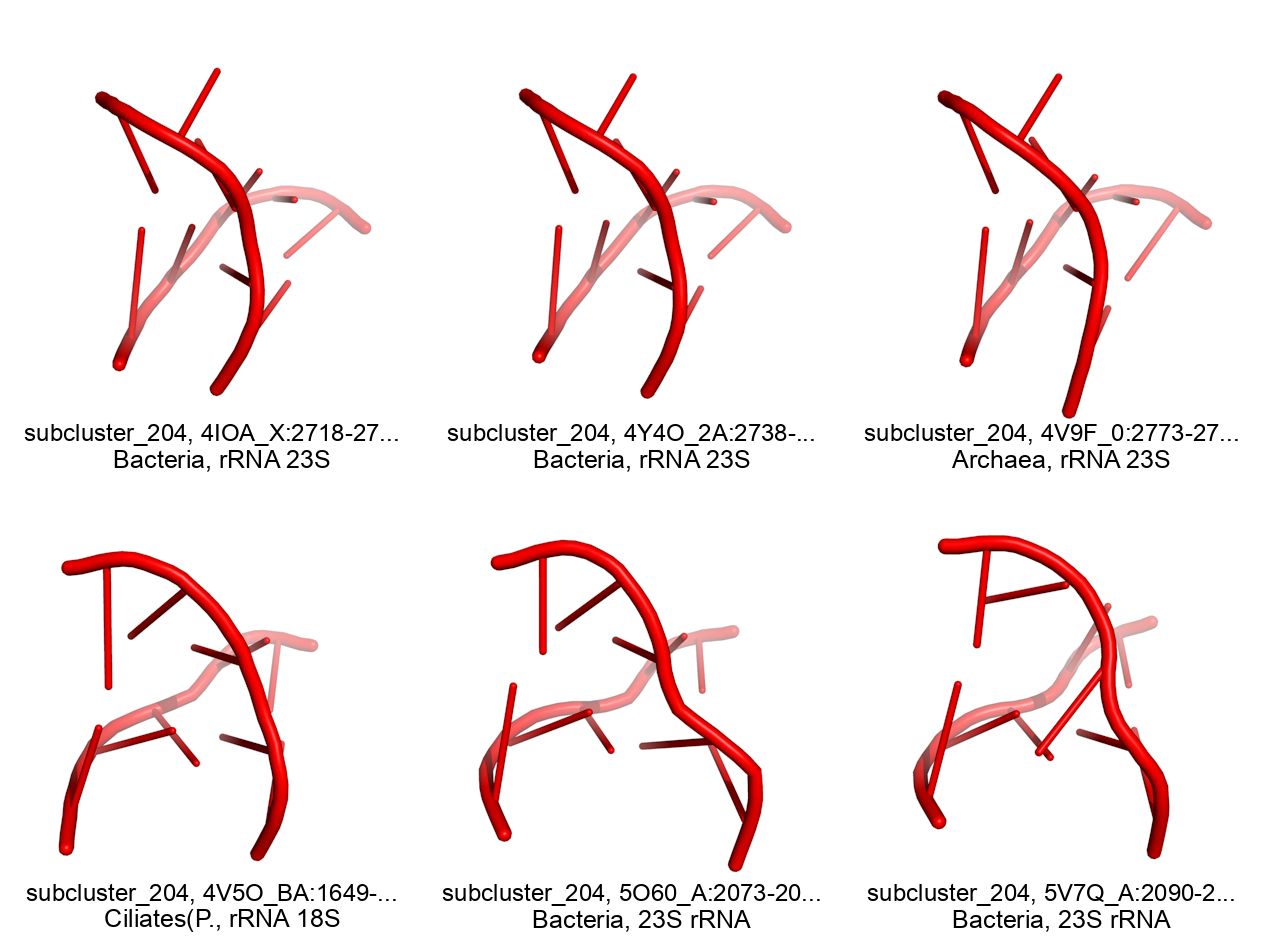 subcluster_204, 4IOA_X:2718-27...
Bacteria, rRNA 23S
subcluster_204, 4Y4O_2A:2738-...
Bacteria, rRNA 23S
subcluster_204, 4V9F_0:2773-27...
Archaea, rRNA 23S
subcluster_204, 4V5O_BA:1649-...
Ciliates(P., rRNA 18S
subcluster_204, 5O60_A:2073-20...
Bacteria, 23S rRNA
subcluster_204, 5V7Q_A:2090-2...
Bacteria, 23S rRNA